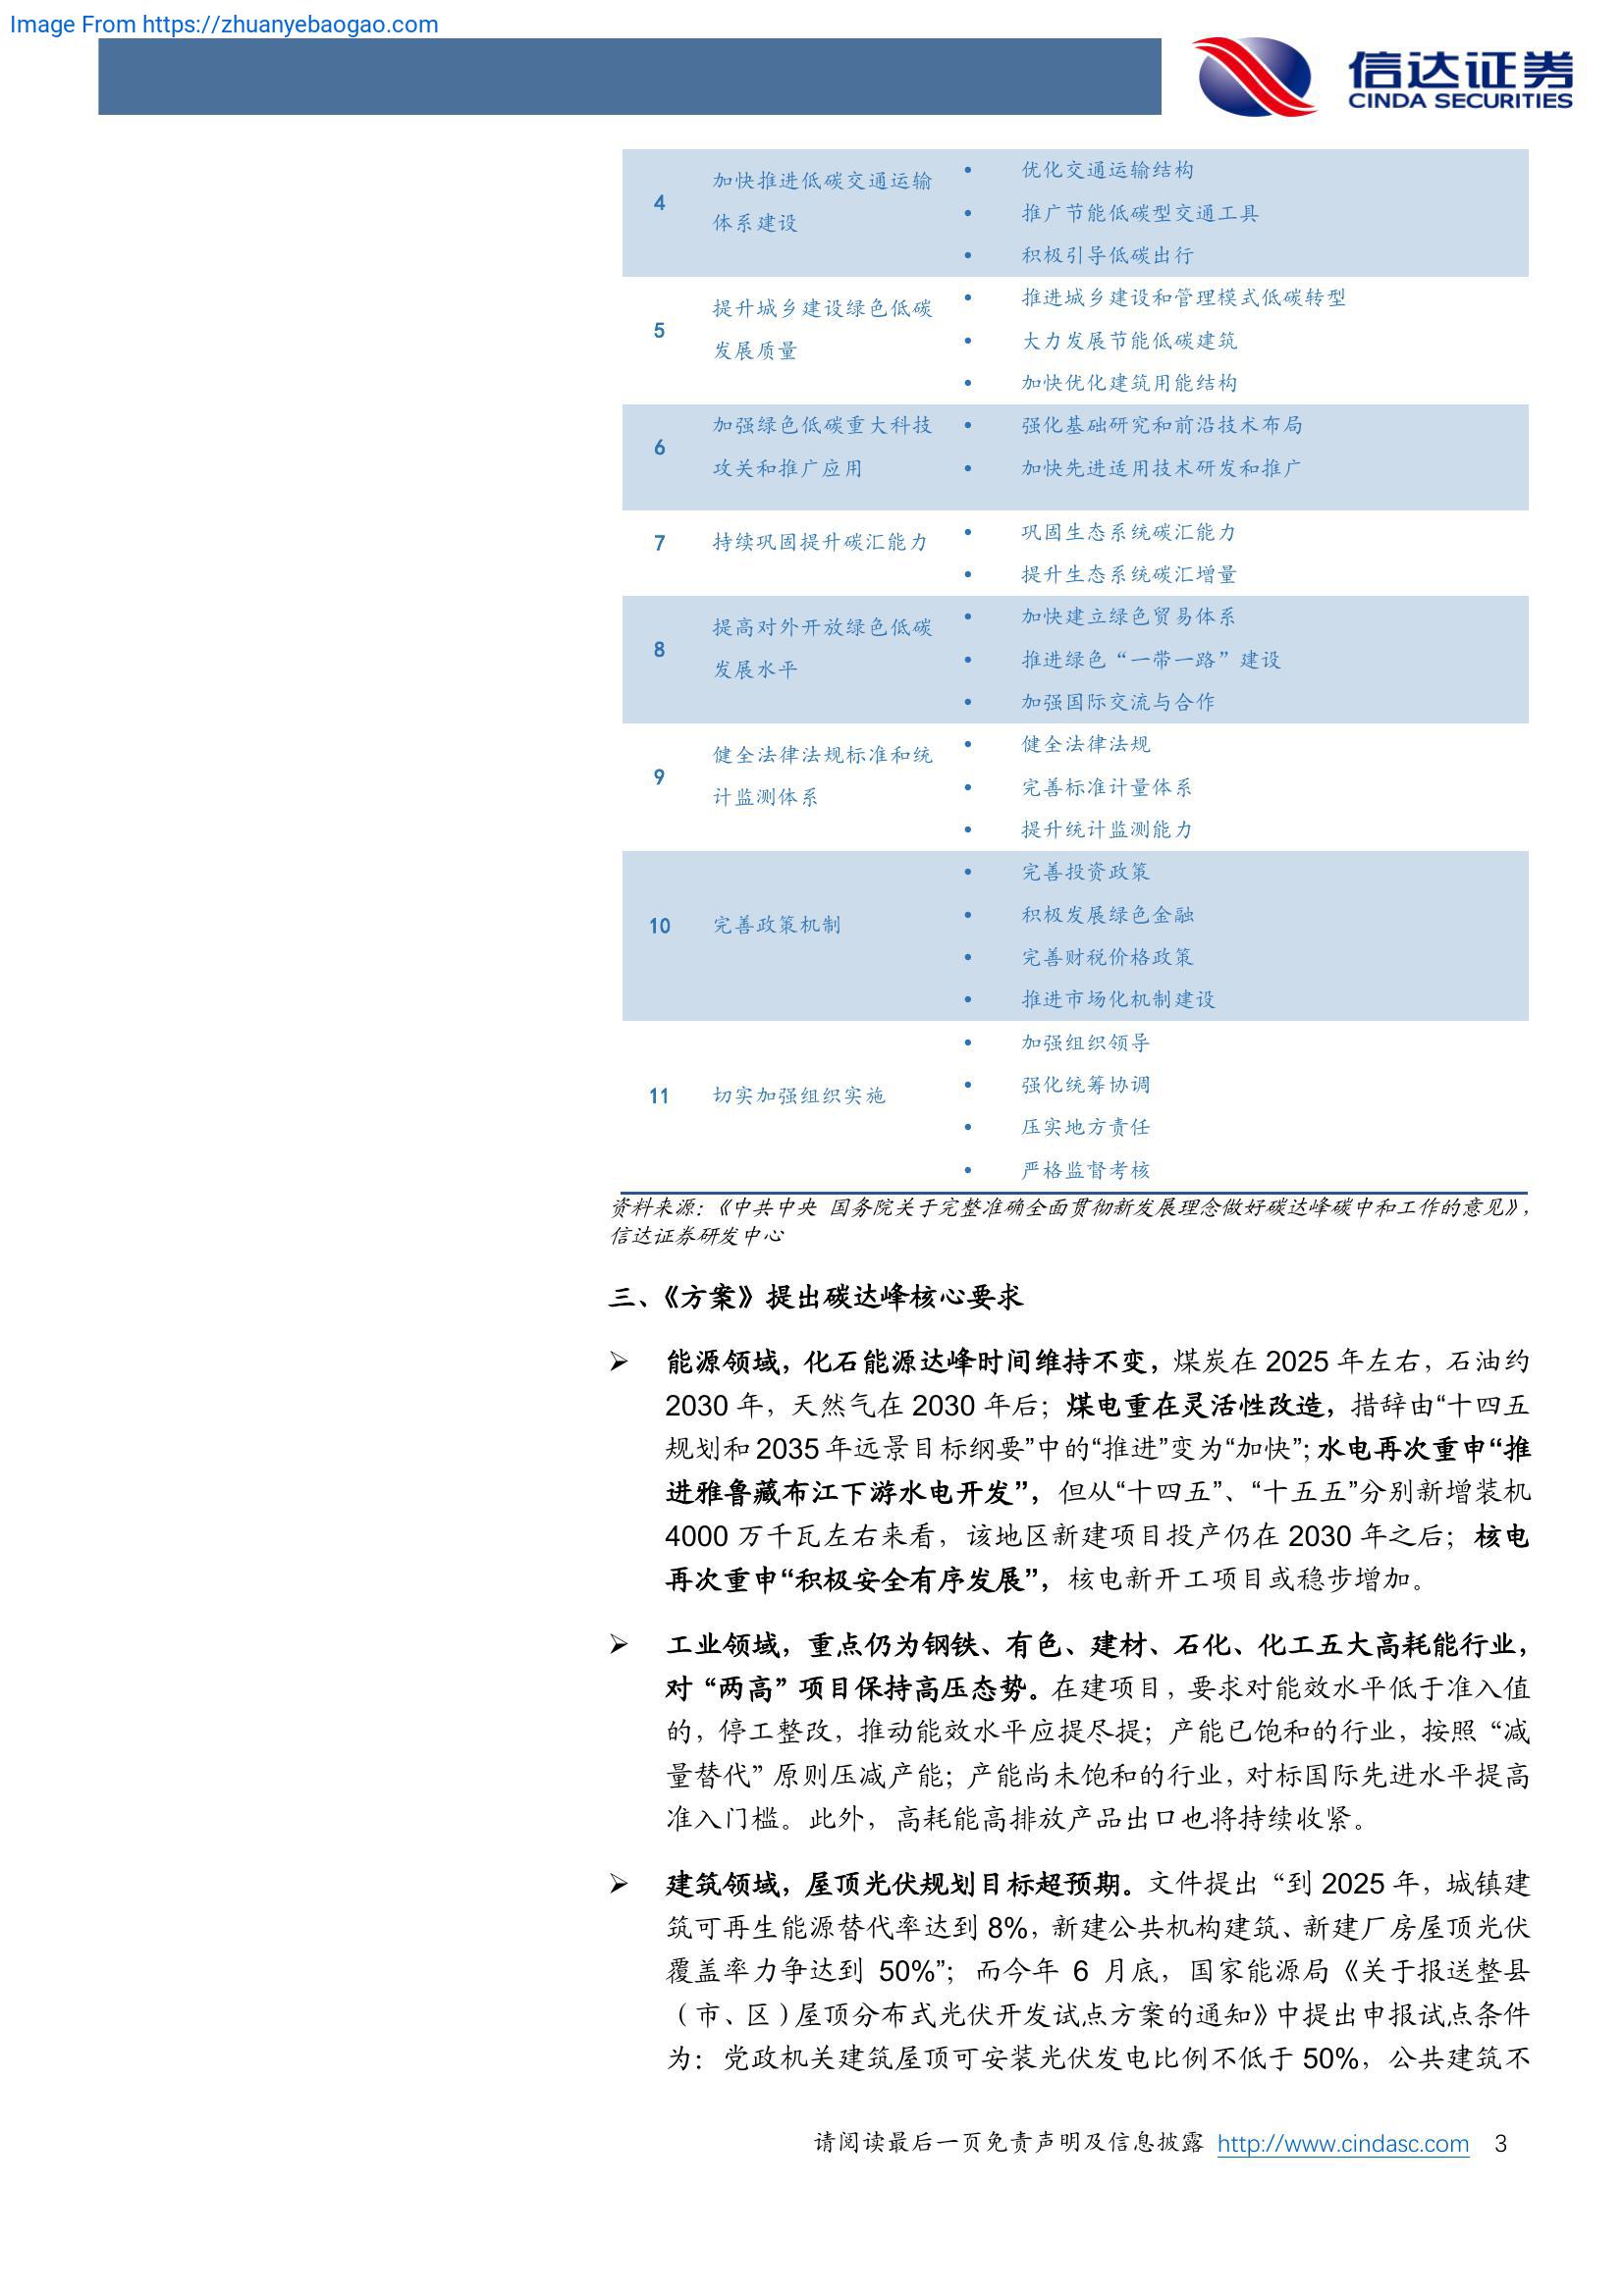 Image From https://zhuanyebaogao.com
信达证券
CINDA SECURITIES
4
加快推进低碳交通运输
体系建设
• 优化交通运输结构
• 推广节能低碳型交通工具
• 积极引导低碳出行
5
提升城乡建设绿色低碳
发展质量
• 推进城乡建设和管理模式低碳转型
• 大力发展节能低碳建筑
• 加快优化建筑用能结构
6
加强绿色低碳重大科技
攻关和推广应用
• 强化基础研究和前沿技术布局
• 加快先进适用技术研发和推广
7
持续巩固提升碳汇能力
• 巩固生态系统碳汇能力
• 提升生态系统碳汇增量
8
提高对外开放绿色低碳
发展水平
• 加快建立绿色贸易体系
• 推进绿色“一带一路”建设
• 加强国际交流与合作
9
健全法律法规标准和统
计监测体系
• 健全法律法规
• 完善标准计量体系
• 提升统计监测能力
10
完善政策机制
• 完善投资政策
• 积极发展绿色金融
• 完善财税价格政策
• 推进市场化机制建设
11
切实加强组织实施
• 加强组织领导
• 强化统筹协调
• 压实地方责任
• 严格监督考核
资料来源：《中共中央 国务院关于完整准确全面贯彻新发展理念做好碳达峰碳中和工作的意见》，
信达证券研发中心
三、《方案》提出碳达峰核心要求
➢ 能源领域，化石能源达峰时间维持不变，煤炭在 2025 年左右，石油约
2030 年，天然气在 2030 年后；煤电重在灵活性改造，措辞由“十四五
规划和 2035 年远景目标纲要”中的“推进”变为“加快”；水电再次重申“推
进雅鲁藏布江下游水电开发”，但从“十四五”、“十五五”分别新增装机
4000 万千瓦左右来看，该地区新建项目投产仍在 2030 年之后；核电
再次重申“积极安全有序发展”，核电新开工项目或稳步增加。
➢ 工业领域，重点仍为钢铁、有色、建材、石化、化工五大高耗能行业，
对“两高”项目保持高压态势。在建项目，要求对能效水平低于准入值
的，停工整改，推动能效水平应提尽提；产能已饱和的行业，按照“减
量替代”原则压减产能；产能尚未饱和的行业，对标国际先进水平提高
准入门槛。此外，高耗能高排放产品出口也将持续收紧。
➢ 建筑领域，屋顶光伏规划目标超预期。文件提出“到 2025 年，城镇建
筑可再生能源替代率达到 8%，新建公共机构建筑、新建厂房屋顶光伏
覆盖率力争达到 50%”；而今年 6 月底，国家能源局《关于报送整县
（市、区）屋顶分布式光伏开发试点方案的通知》中提出申报试点条件
为：党政机关建筑屋顶可安装光伏发电比例不低于 50%，公共建筑不
请阅读最后一页免责声明及信息披露 http://www.cindasc.com 3